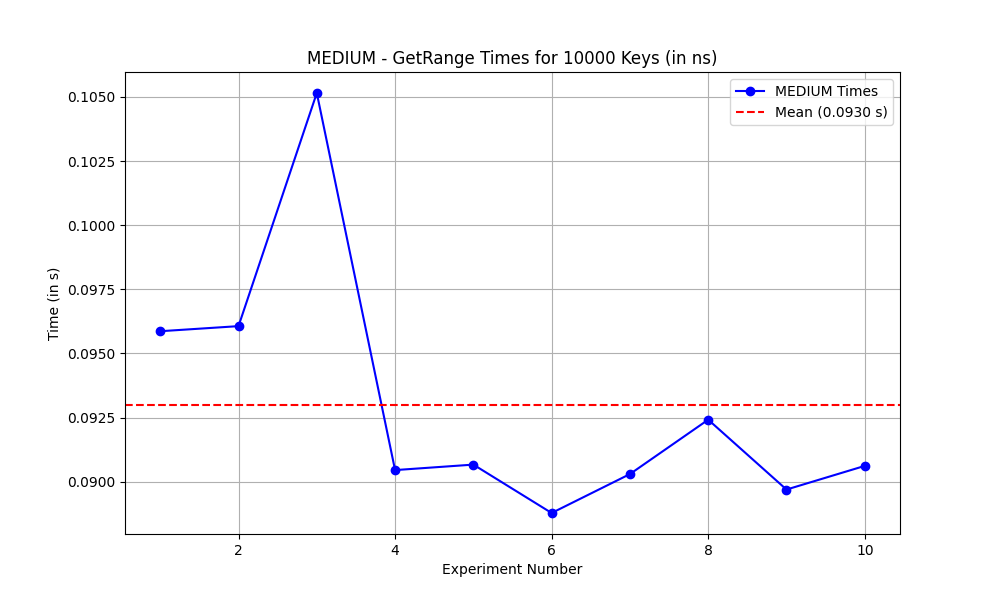 MEDIUM - GetRange Times for 10000 Keys (in ns)
MEDIUM Times
Mean (0.0930 s)
Time (in s)
0.1050
0.1025
0.1000
0.0975
0.0950
0.0925
0.0900
2 4 6 8 10
Experiment Number